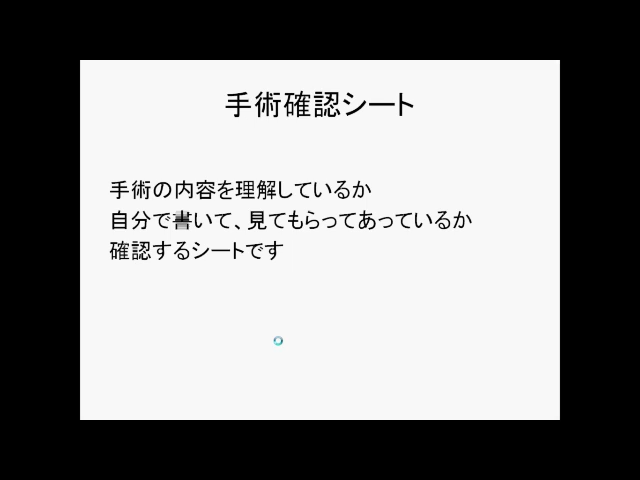 手術確認シート
手術の内容を理解しているか
自分で書いて、見てもらってあっているか
確認するシートです